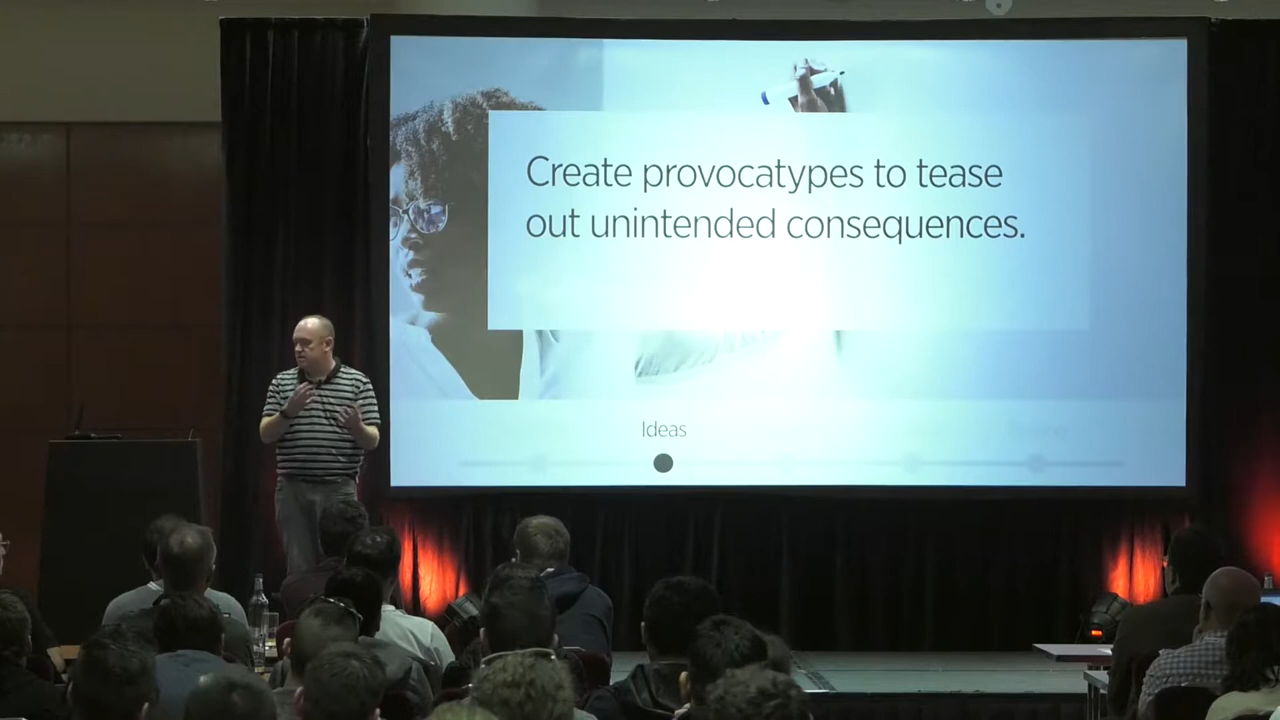 Create provocatypes to tease
out unintended consequences.
Ideas